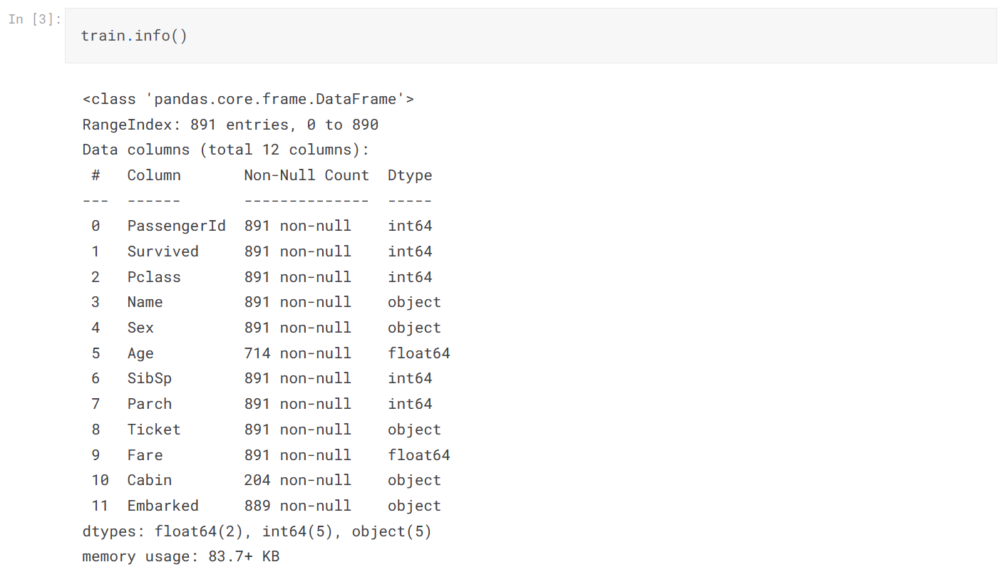 In [3]:
train.info()
<class 'pandas.core.frame.DataFrame'>
RangeIndex: 891 entries, 0 to 890
Data columns (total 12 columns):
 #   Column       Non-Null Count  Dtype
---  ------       --------------  -----
 0   PassengerId  891 non-null    int64
 1   Survived     891 non-null    int64
 2   Pclass       891 non-null    int64
 3   Name         891 non-null    object
 4   Sex          891 non-null    object
 5   Age          714 non-null    float64
 6   SibSp        891 non-null    int64
 7   Parch        891 non-null    int64
 8   Ticket       891 non-null    object
 9   Fare         891 non-null    float64
 10  Cabin        204 non-null    object
 11  Embarked     889 non-null    object
dtypes: float64(2), int64(5), object(5)
memory usage: 83.7+ KB